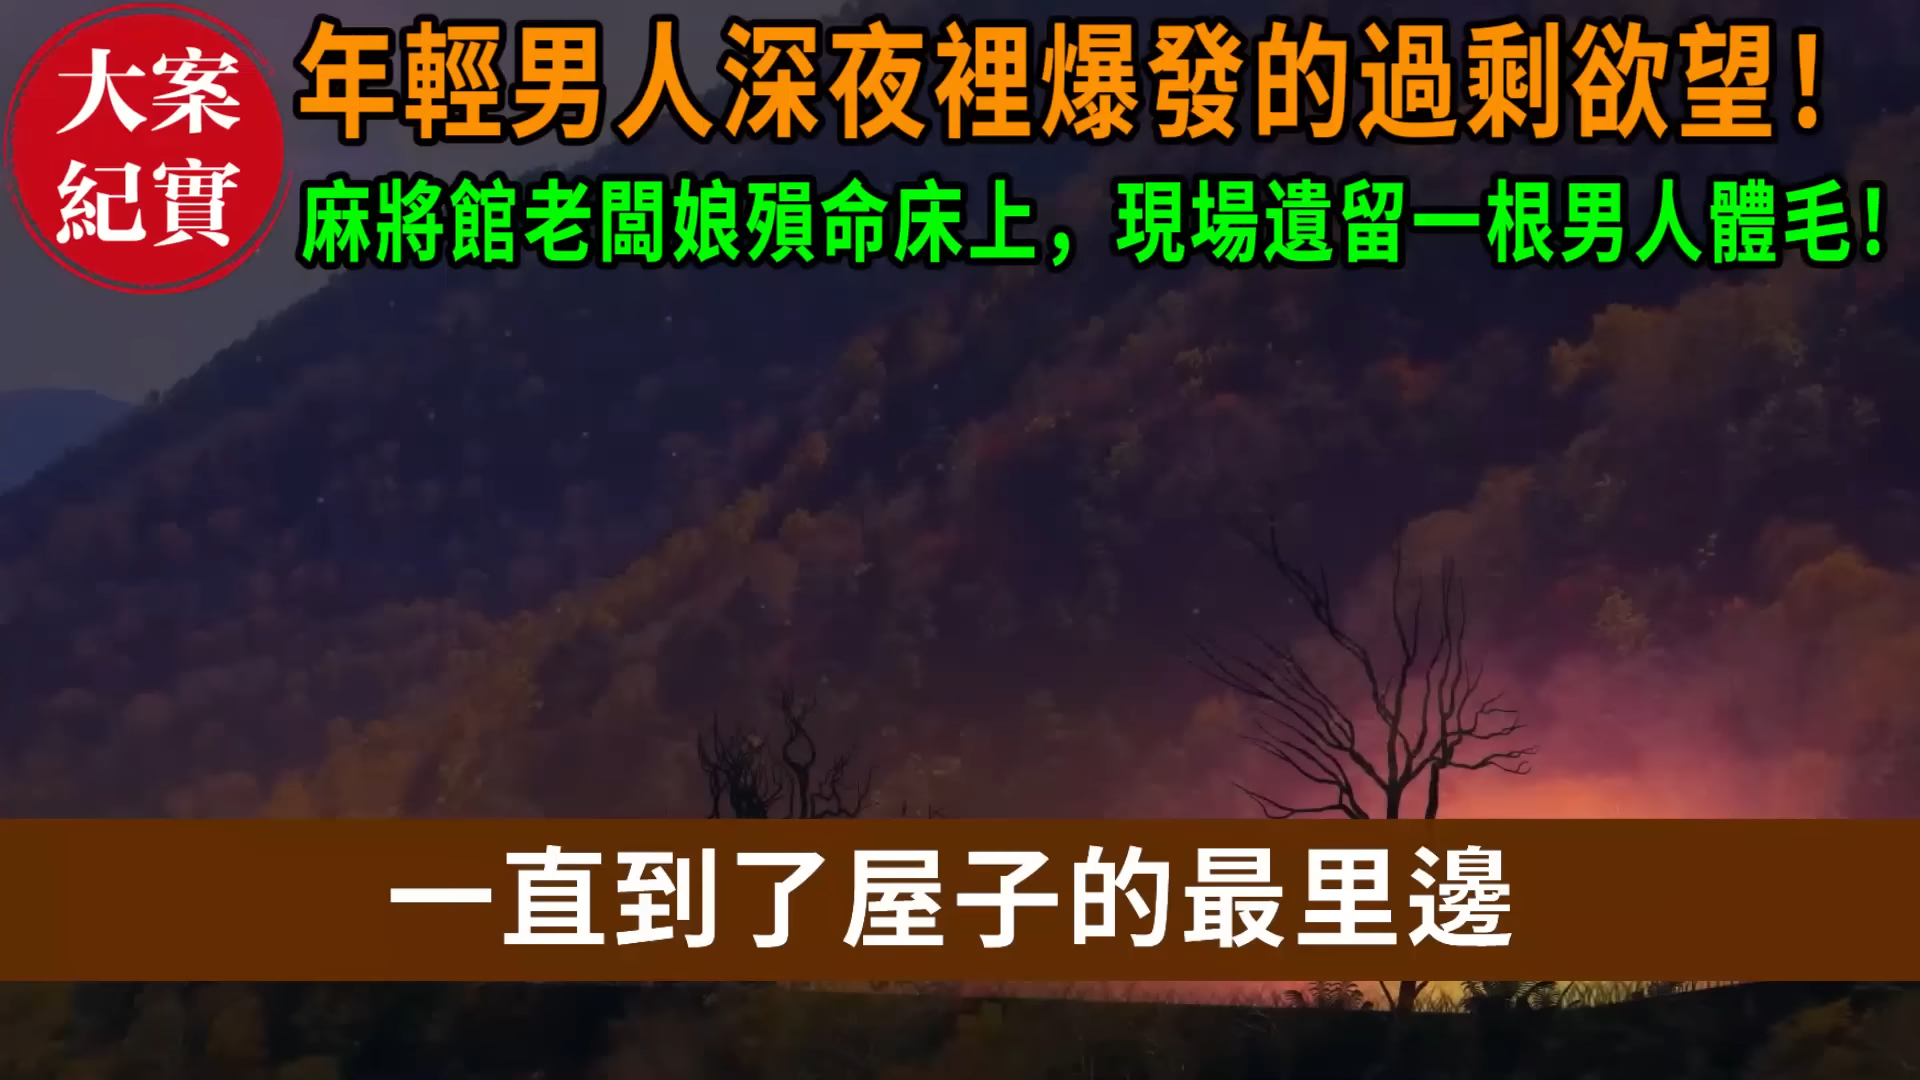 大案
紀實
年輕男人深夜裡爆發的過剩欲望！
麻將館老闆娘殞命床上，現場遺留一根男人體毛！
一直到了屋子的最里邊